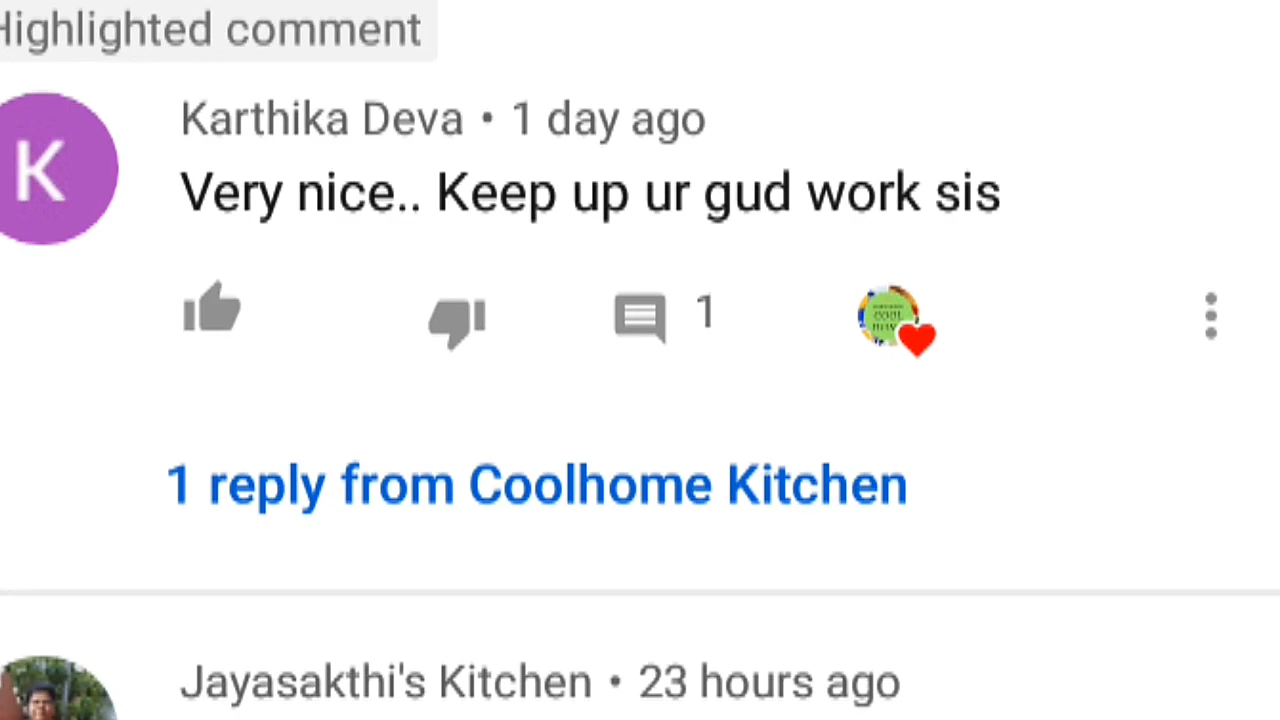 Highlighted comment
K
Karthika Deva • 1 day ago
Very nice.. Keep up ur gud work sis
1
COOL
1 reply from Coolhome Kitchen
Jayasakthi's Kitchen • 23 hours ago